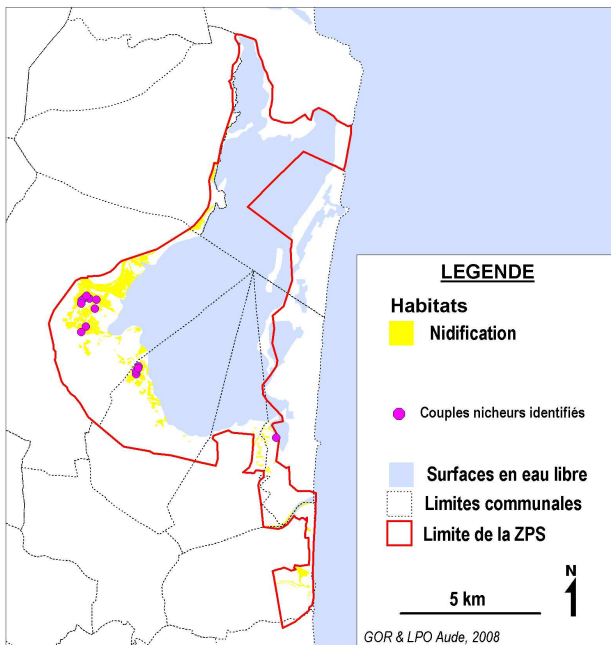 LEGENDE
Habitats
Nidification
Couples nicheurs identifiés
Surfaces en eau libre
Limites communales
Limite de la ZPS
N
5 km
GOR & LPO Aude, 2008